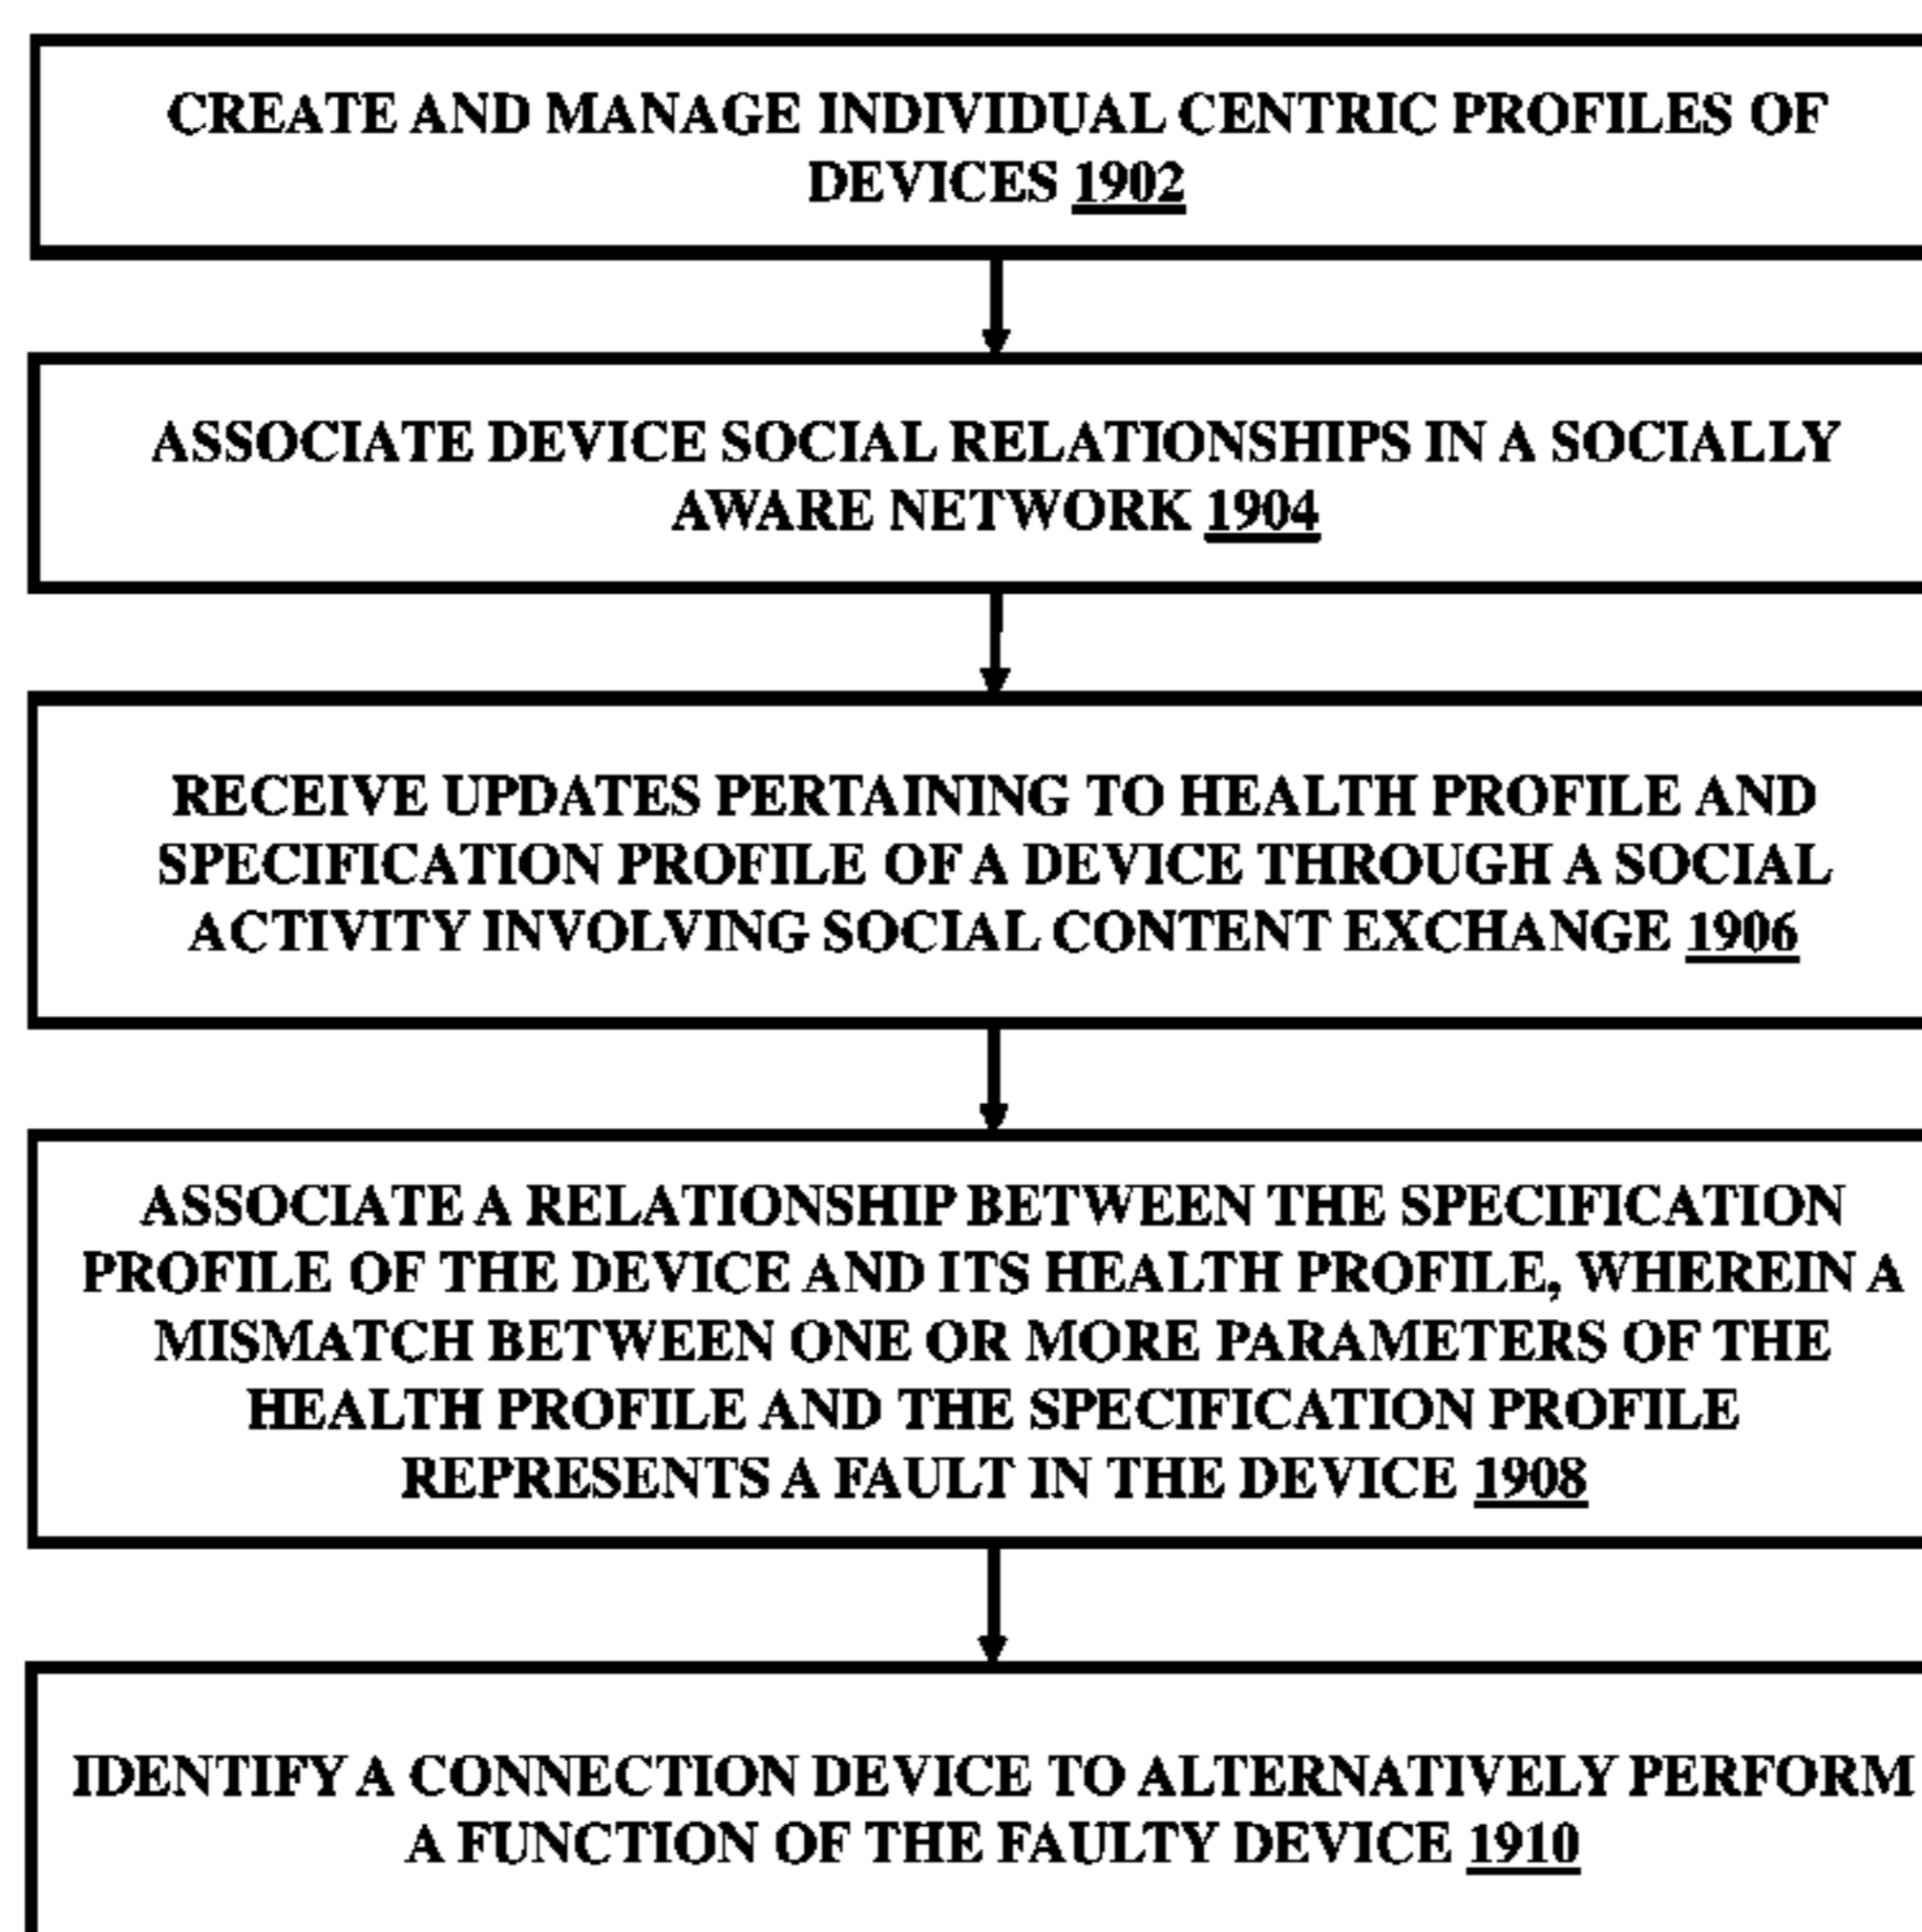 CREATE AND MANAGE INDIVIDUAL CENTRIC PROFILES OF
DEVICES 1902
ASSOCIATE DEVICE SOCIAL RELATIONSHIPS IN A SOCIALLY
AWARE NETWORK 1904
RECEIVE UPDATES PERTAINING TO HEALTH PROFILE AND
SPECIFICATION PROFILE OF A DEVICE THROUGH A SOCIAL
ACTIVITY INVOLVING SOCIAL CONTENT EXCHANGE 1906
ASSOCIATE A RELATIONSHIP BETWEEN THE SPECIFICATION
PROFILE OF THE DEVICE AND ITS HEALTH PROFILE, WHEREIN A
MISMATCH BETWEEN ONE OR MORE PARAMETERS OF THE
HEALTH PROFILE AND THE SPECIFICATION PROFILE
REPRESENTS A FAULT IN THE DEVICE 1908
IDENTIFY A CONNECTION DEVICE TO ALTERNATIVELY PERFORM
A FUNCTION OF THE FAULTY DEVICE 1910